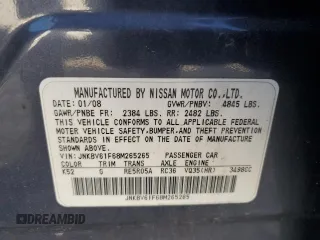 MANUFACTURED BY NISSAN MOTOR CO.,LTD.
DATE: 01/08 GVWR/PNBV: 4845 LBS.
GAWR/PNBE FR: 2384 LBS. RR: 2482 LBS.
THIS VEHICLE CONFORMS TO ALL APPLICABLE
FEDERAL MOTOR VEHICLE
SAFETY, BUMPER, AND THEFT PREVENTION
STANDARDS IN EFFECT ON THE DATE OF
MANUFACTURE SHOWN ABOVE.
VIN: JNKBV61F68M265265 PASSENGER CAR
COLOR TRIM TRANS AXLE ENGINE
K52 G RE5R05A RC36 VQ35(HR) 3498CC
JNKBV61F68M265265